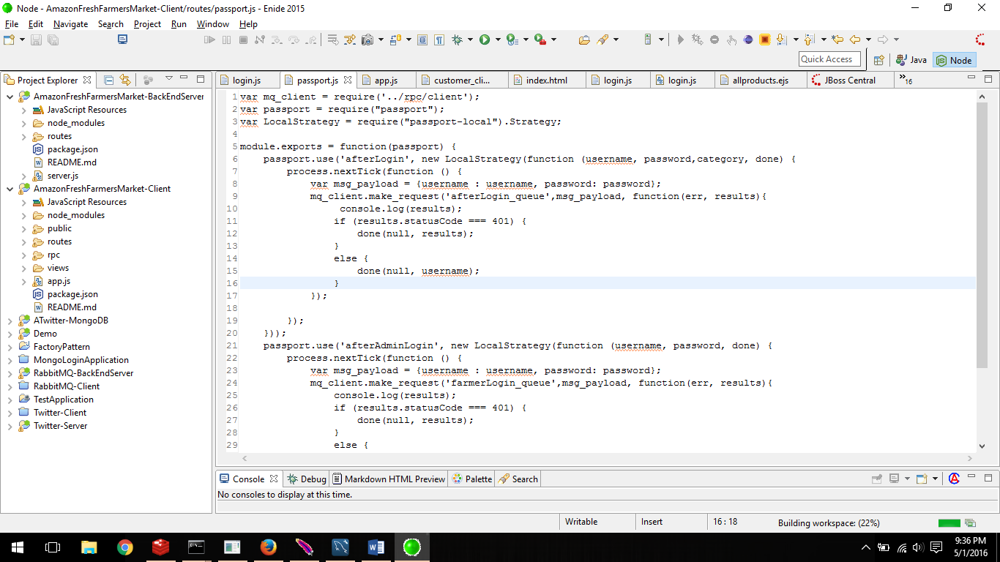 Node - AmazonFreshFarmersMarket-Client/routes/passport.js - Enide 2015
File Edit Navigate Search Project Run Window Help
Quick Access
Java
Node
Project Explorer
login.js
passport.js
app.js
customer_cli...
index.html
login.js
login.js
allproducts.ejs
JBoss Central
»16
AmazonFreshFarmersMarket-BackEndServer
JavaScript Resources
node_modules
routes
package.json
README.md
server.js
AmazonFreshFarmersMarket-Client
JavaScript Resources
node_modules
public
routes
rpc
views
app.js
package.json
README.md
ATwitter-MongoDB
Demo
FactoryPattern
MongoLoginApplication
RabbitMQ-BackEndServer
RabbitMQ-Client
TestApplication
Twitter-Client
Twitter-Server
1 var mq_client = require('../rpc/client');
2 var passport = require("passport");
3 var LocalStrategy = require("passport-local").Strategy;
4
5 module.exports = function(passport) {
6     passport.use('afterLogin', new LocalStrategy(function (username, password,category, done) {
7         process.nextTick(function () {
8             var msg_payload = {username : username, password: password};
9             mq_client.make_request('afterLogin_queue',msg_payload, function(err, results){
10                 console.log(results);
11                 if (results.statusCode === 401) {
12                     done(null, results);
13                 }
14                 else {
15                     done(null, username);
16                 }
17             });
18
19         });
20     }));
21     passport.use('afterAdminLogin', new LocalStrategy(function (username, password, done) {
22         process.nextTick(function () {
23             var msg_payload = {username : username, password: password};
24             mq_client.make_request('farmerLogin_queue',msg_payload, function(err, results){
25                 console.log(results);
26                 if (results.statusCode === 401) {
27                     done(null, results);
28                 }
29                 else {
Console
Debug
Markdown HTML Preview
Palette
Search
No consoles to display at this time.
Writable
Insert
16 : 18
Building workspace: (22%)
9:36 PM
5/1/2016